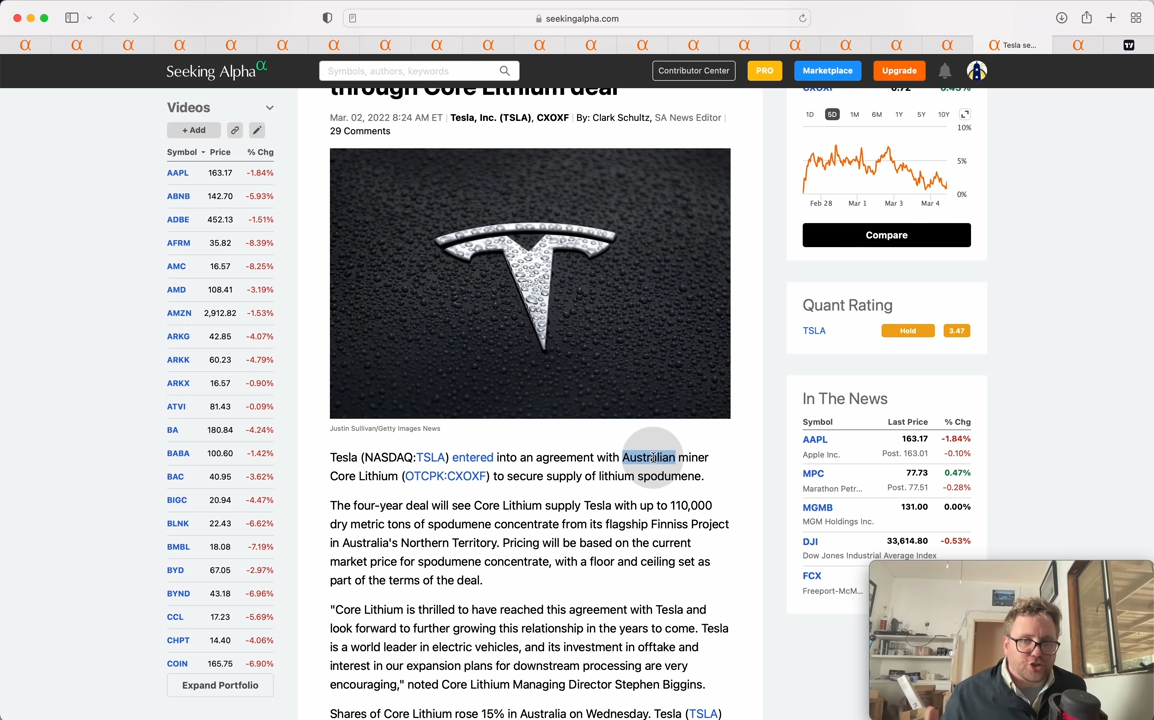 seekingalpha.com
Tesla se...
Seeking Alpha α
Symbols, authors, keywords
Contributor Center
PRO
Marketplace
Upgrade
Videos
+ Add
Symbol Price % Chg
AAPL 163.17 -1.84%
ABNB 142.70 -5.93%
ADBE 452.13 -1.51%
AFRM 35.82 -8.39%
AMC 16.57 -8.25%
AMD 108.41 -3.19%
AMZN 2,912.82 -1.53%
ARKG 42.85 -4.07%
ARKK 60.23 -4.79%
ARKX 16.57 -0.90%
ATVI 81.43 -0.09%
BA 180.84 -4.24%
BABA 100.60 -1.42%
BAC 40.95 -3.62%
BIGC 20.94 -4.47%
BLNK 22.43 -6.62%
BMBL 18.08 -7.19%
BYD 67.05 -2.97%
BYND 43.18 -6.96%
CCL 17.23 -5.69%
CHPT 14.40 -4.06%
COIN 165.75 -6.90%
Expand Portfolio
through Core Lithium deal
Mar. 02, 2022 8:24 AM ET | Tesla, Inc. (TSLA), CXOXF | By: Clark Schultz, SA News Editor |
29 Comments
Justin Sullivan/Getty Images News
Tesla (NASDAQ:TSLA) entered into an agreement with Australian miner
Core Lithium (OTCPK:CXOXF) to secure supply of lithium spodumene.
The four-year deal will see Core Lithium supply Tesla with up to 110,000
dry metric tons of spodumene concentrate from its flagship Finniss Project
in Australia's Northern Territory. Pricing will be based on the current
market price for spodumene concentrate, with a floor and ceiling set as
part of the terms of the deal.
"Core Lithium is thrilled to have reached this agreement with Tesla and
look forward to further growing this relationship in the years to come. Tesla
is a world leader in electric vehicles, and its investment in offtake and
interest in our expansion plans for downstream processing are very
encouraging," noted Core Lithium Managing Director Stephen Biggins.
Shares of Core Lithium rose 15% in Australia on Wednesday. Tesla (TSLA)
CXOXF 0.72
1D 5D 1M 6M 1Y 5Y 10Y
10%
5%
0%
Feb 28 Mar 1 Mar 3 Mar 4
Compare
Quant Rating
TSLA Hold 3.47
In The News
Symbol Last Price % Chg
AAPL 163.17 -1.84%
Apple Inc. Post. 163.01 -0.10%
MPC 77.73 0.47%
Marathon Petr... Post. 77.51 -0.28%
MGMB 131.00 0.00%
MGM Holdings Inc.
DJI 33,614.80 -0.53%
Dow Jones Industrial Average Index
FCX
Freeport-McM...